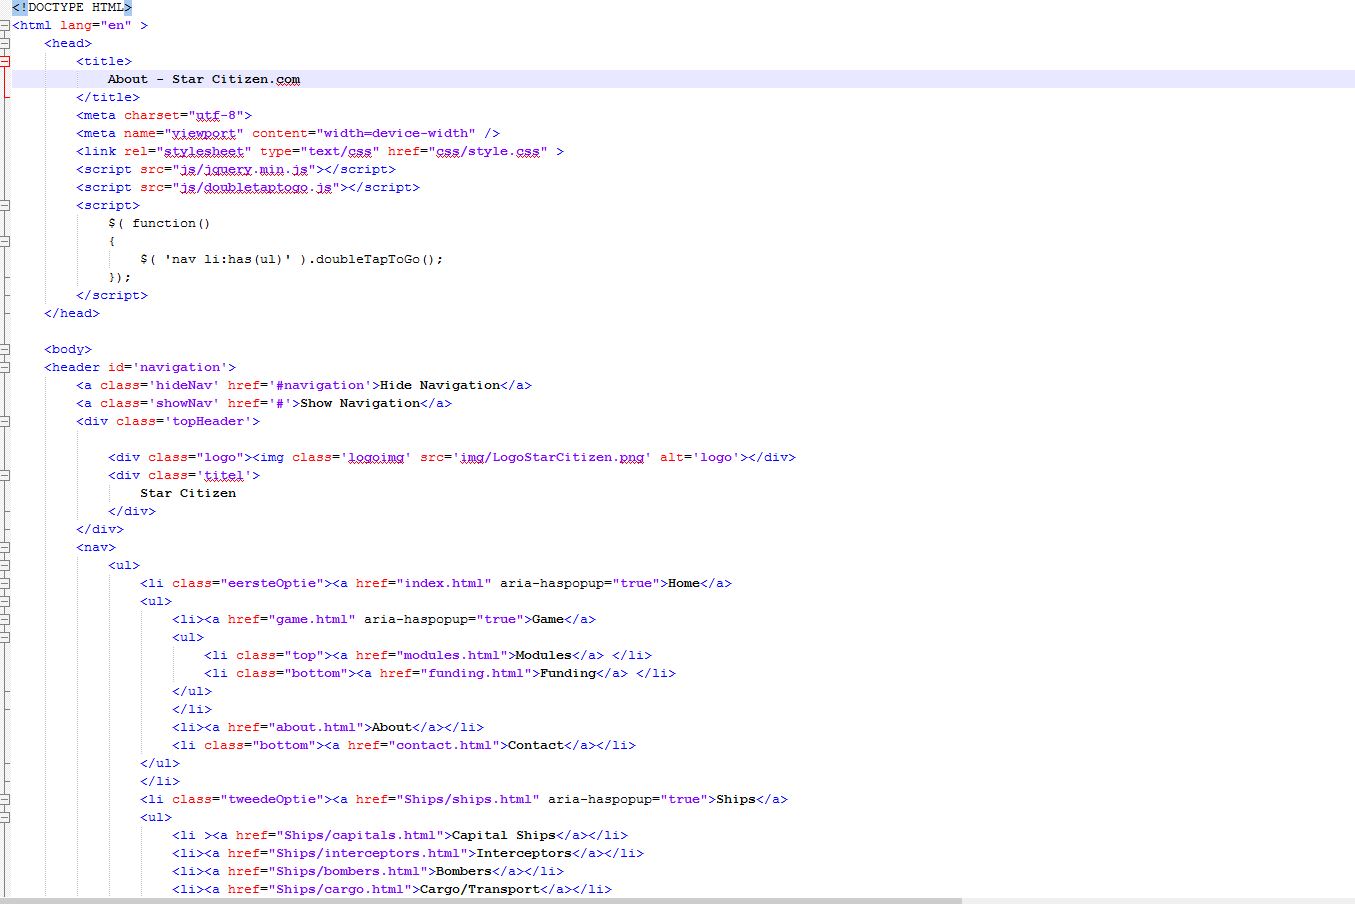 <!DOCTYPE HTML>
<html lang="en" >
<head>
<title>
About - Star Citizen.com
</title>
<meta charset="utf-8">
<meta name="viewport" content="width=device-width" />
<link rel="stylesheet" type="text/css" href="css/style.css" >
<script src="js/jquery.min.js"></script>
<script src="js/doubletaptogo.js"></script>
<script>
$( function()
{
$( 'nav li:has(ul)' ).doubleTapToGo();
});
</script>
</head>
<body>
<header id='navigation'>
<a class='hideNav' href='#navigation'>Hide Navigation</a>
<a class='showNav' href='#'>Show Navigation</a>
<div class='topHeader'>
<div class="logo"><img class='logoimg' src='img/LogoStarCitizen.png' alt='logo'></div>
<div class='titel'>
Star Citizen
</div>
</div>
<nav>
<ul>
<li class="eersteOptie"><a href="index.html" aria-haspopup="true">Home</a>
<ul>
<li><a href="game.html" aria-haspopup="true">Game</a>
<ul>
<li class="top"><a href="modules.html">Modules</a> </li>
<li class="bottom"><a href="funding.html">Funding</a> </li>
</ul>
</li>
<li><a href="about.html">About</a></li>
<li class="bottom"><a href="contact.html">Contact</a></li>
</ul>
</li>
<li class="tweedeOptie"><a href="Ships/ships.html" aria-haspopup="true">Ships</a>
<ul>
<li ><a href="Ships/capitals.html">Capital Ships</a></li>
<li><a href="Ships/interceptors.html">Interceptors</a></li>
<li><a href="Ships/bombers.html">Bombers</a></li>
<li><a href="Ships/cargo.html">Cargo/Transport</a></li>